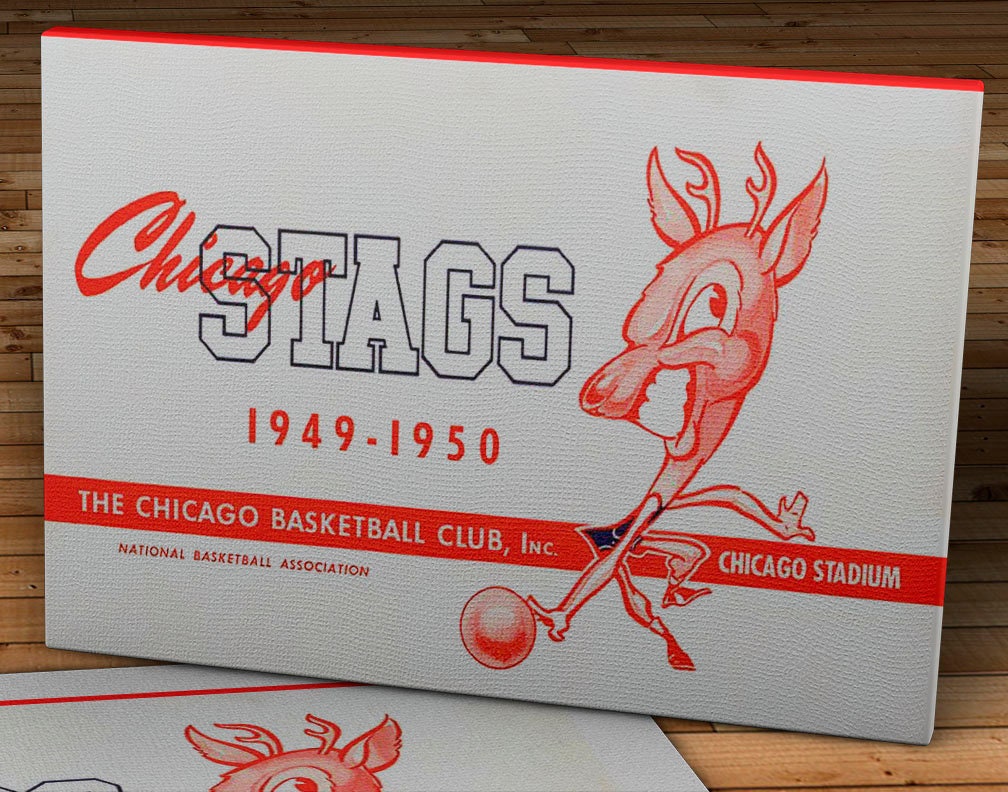 Chicago
STAGS
1949-1950
THE CHICAGO BASKETBALL CLUB, INC.
CHICAGO STADIUM
NATIONAL BASKETBALL ASSOCIATION